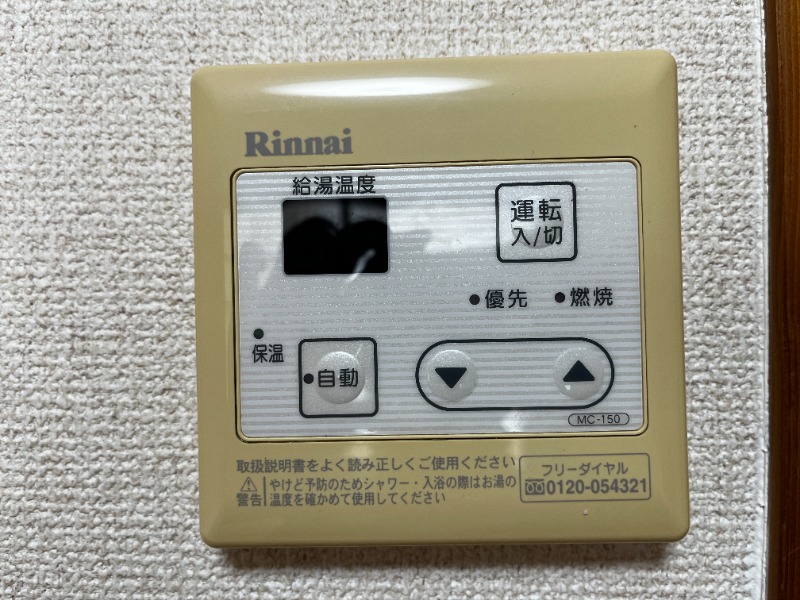 Rinnai
給湯温度
運転
入/切
優先
燃焼
保温
自動
MC-150
取扱説明書をよく読み正しくご使用ください
警告
やけど予防のためシャワー・入浴の際はお湯の
温度を確かめて使用してください
フリーダイヤル
0120-054321